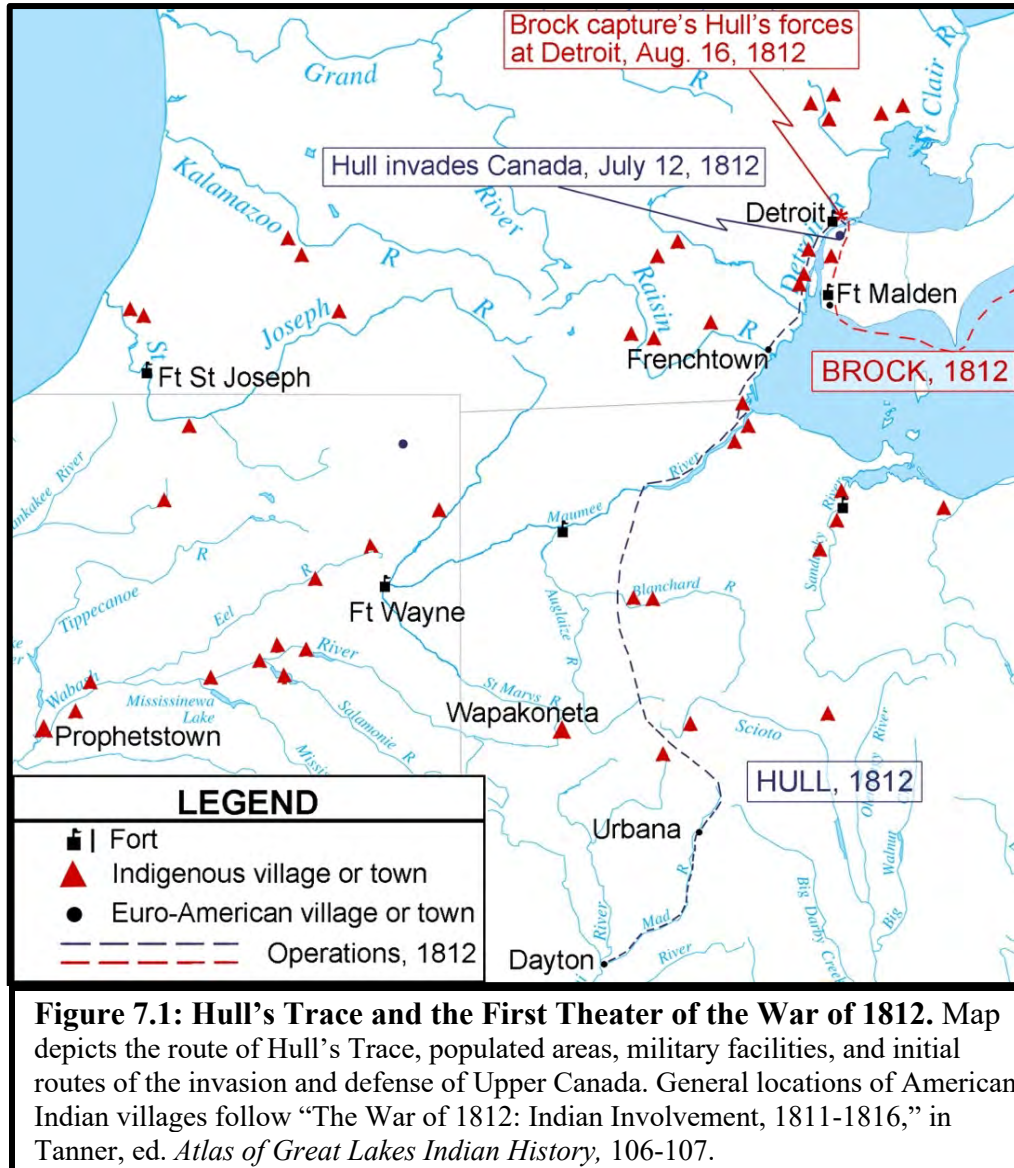 Brock capture's Hull's forces
at Detroit, Aug. 16, 1812
Grand
R
St Clair R
Hull invades Canada, July 12, 1812
Kalamazoo
River
Detroit
Detroit R
R
Raisin
Ft Malden
Joseph
R
St
R
Frenchtown
BROCK, 1812
Ft St Joseph
River
ankakee River
Maumee
Sandusky River
R
Tippecanoe
R
Eel
Ft Wayne
Blanchard R
Auglaize R
River
Wabash
St Marys R
Mississinewa
Lake
Salamonie R
Wapakoneta
Scioto
Prophetstown
Missi
HULL, 1812
Olentangy River
LEGEND
Fort
Indigenous village or town
Euro-American village or town
Operations, 1812
Urbana
R
Mad
River
River
Dayton
Big Darby Creek
Big Walnut
Figure 7.1: Hull’s Trace and the First Theater of the War of 1812. Map
depicts the route of Hull’s Trace, populated areas, military facilities, and initial
routes of the invasion and defense of Upper Canada. General locations of American
Indian villages follow “The War of 1812: Indian Involvement, 1811-1816,” in
Tanner, ed. Atlas of Great Lakes Indian History, 106-107.